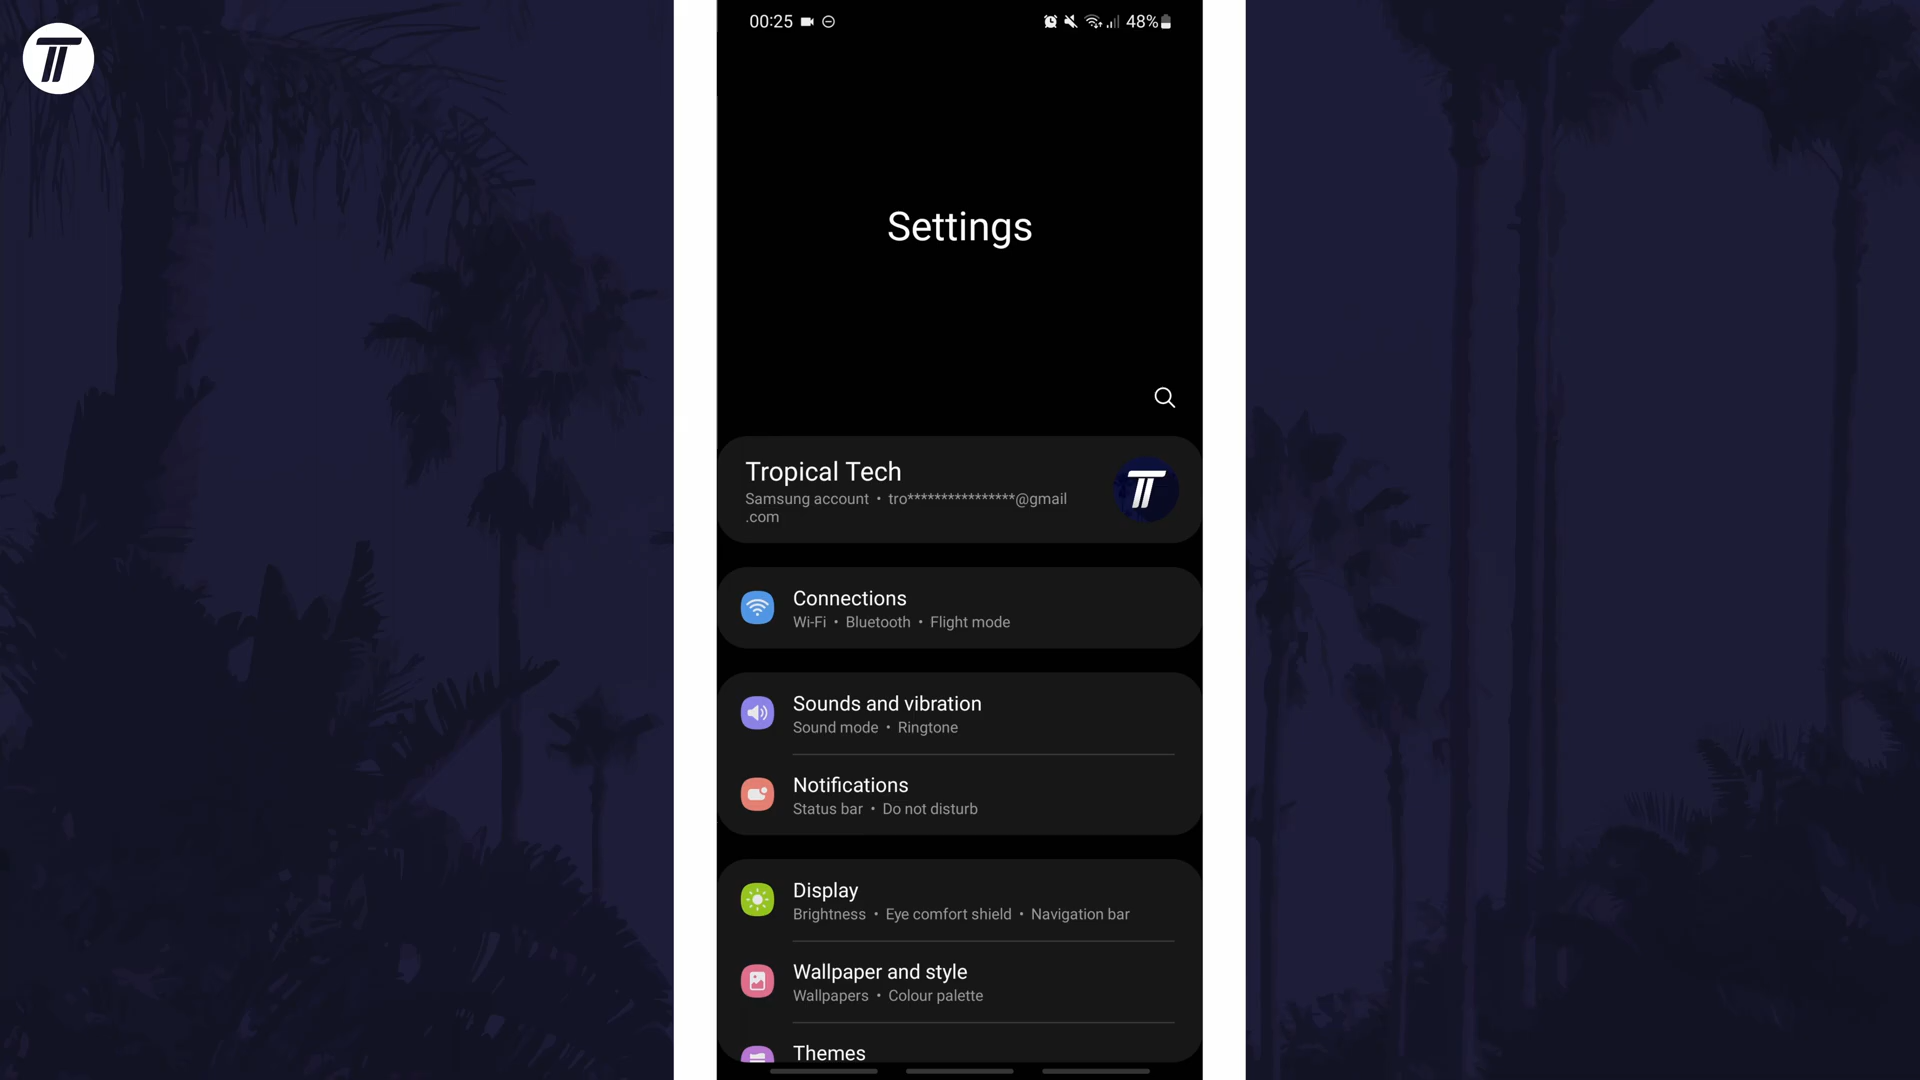 00:25
48%
Settings
Tropical Tech
Samsung account • tro****************@gmail
.com
Connections
Wi-Fi • Bluetooth • Flight mode
Sounds and vibration
Sound mode • Ringtone
Notifications
Status bar • Do not disturb
Display
Brightness • Eye comfort shield • Navigation bar
Wallpaper and style
Wallpapers • Colour palette
Themes